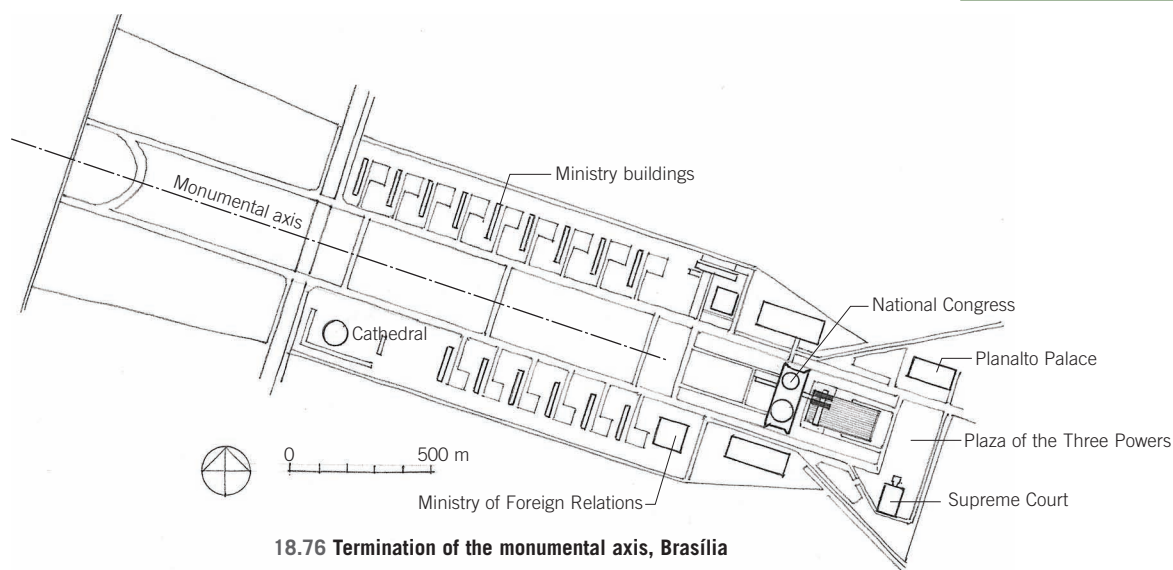 Ministry buildings
Monumental axis
National Congress
Cathedral
Planalto Palace
Plaza of the Three Powers
0 500 m
Supreme Court
Ministry of Foreign Relations
18.76 Termination of the monumental axis, Brasília